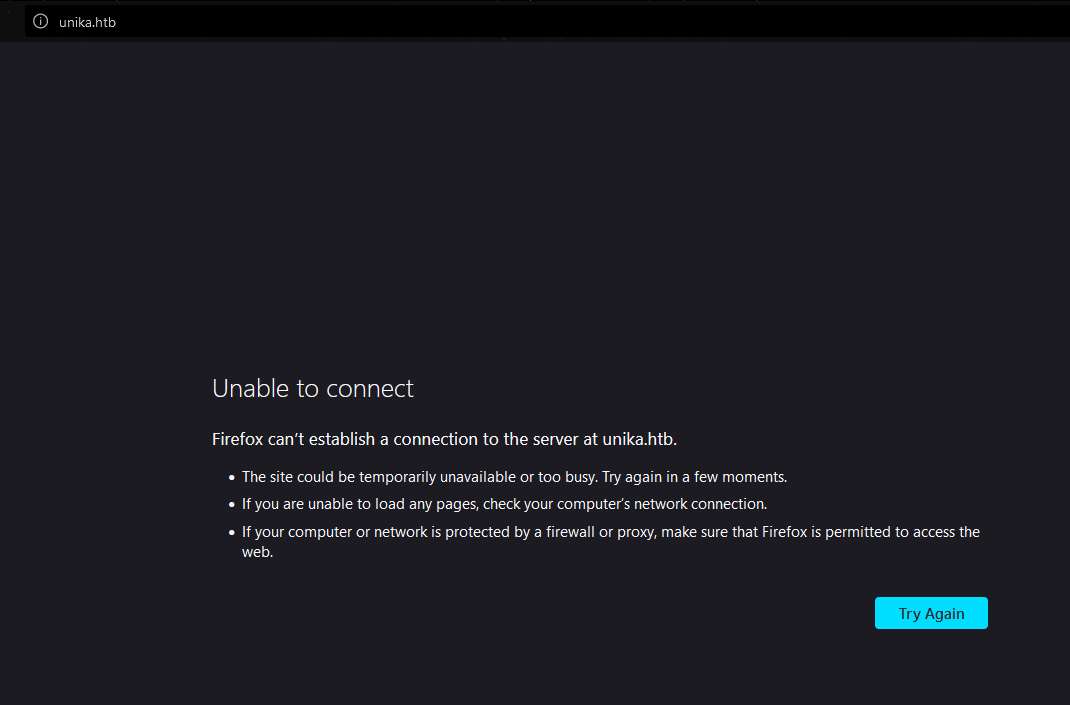 unika.htb
Unable to connect
Firefox can’t establish a connection to the server at unika.htb.
• The site could be temporarily unavailable or too busy. Try again in a few moments.
• If you are unable to load any pages, check your computer’s network connection.
• If your computer or network is protected by a firewall or proxy, make sure that Firefox is permitted to access the
web.
Try Again